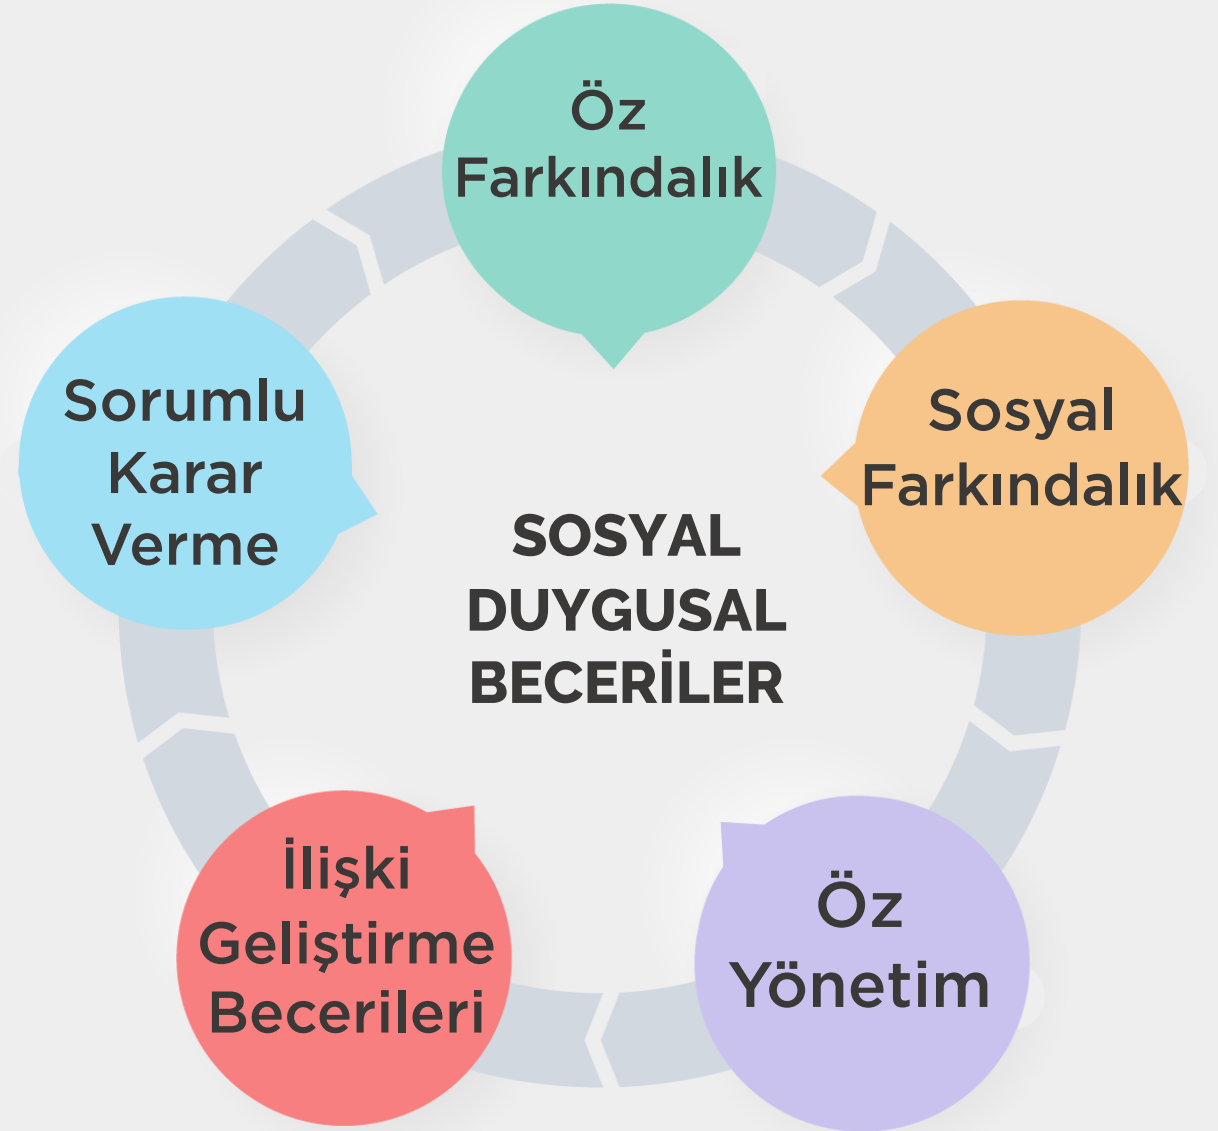 Öz
Farkındalık
Sosyal
Farkındalık
Öz
Yönetim
İlişki
Geliştirme
Becerileri
Sorumlu
Karar
Verme
SOSYAL
DUYGUSAL
BECERİLER